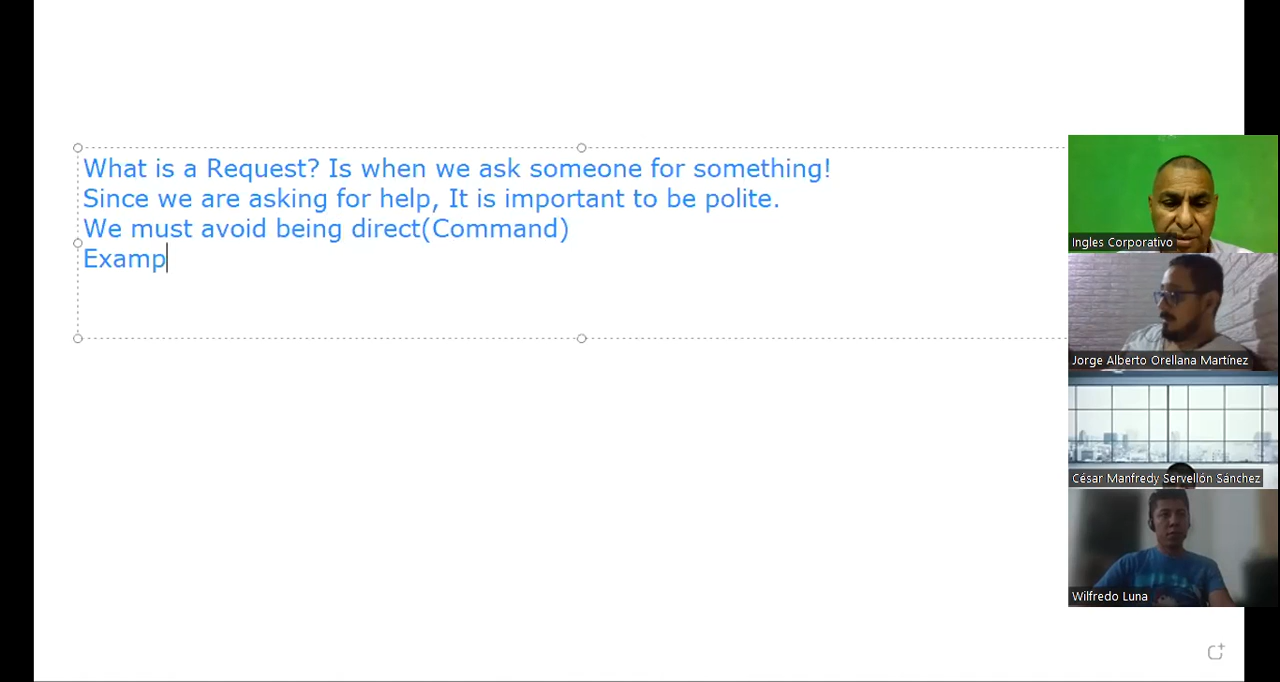 What is a Request? Is when we ask someone for something!
Since we are asking for help, It is important to be polite.
We must avoid being direct(Command)
Examp
Ingles Corporativo
Jorge Alberto Orellana Martínez
César Manfredy Servellón Sánchez
Wilfredo Luna